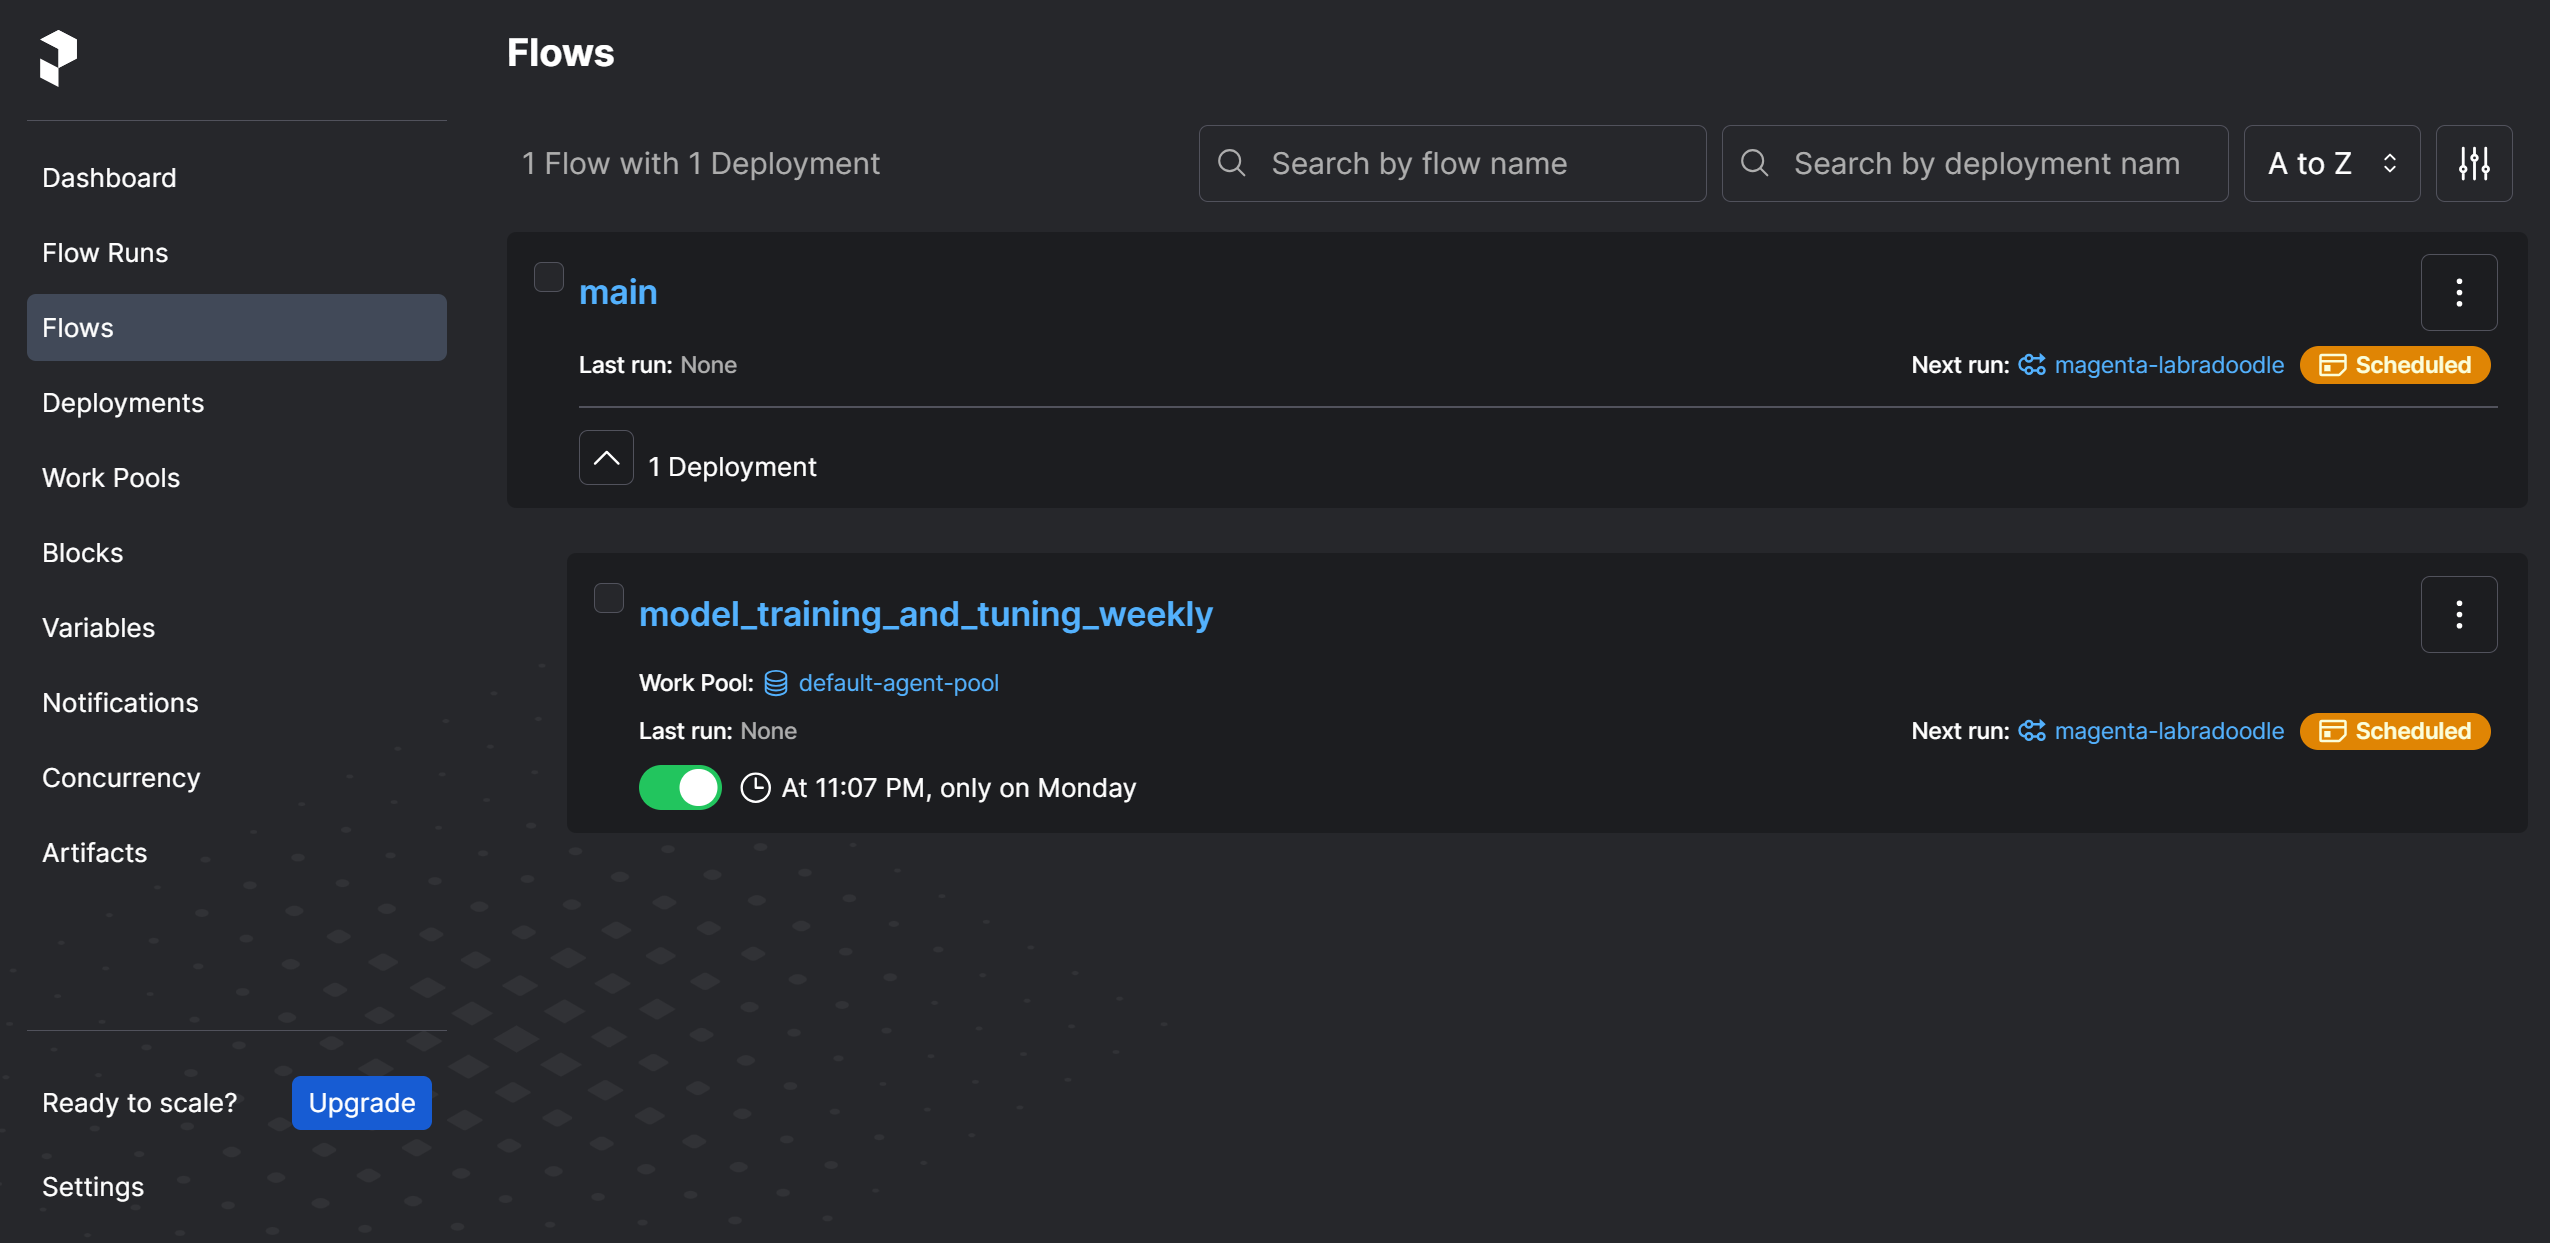 Flows
Dashboard
Flow Runs
Flows
Deployments
Work Pools
Blocks
Variables
Notifications
Concurrency
Artifacts
Ready to scale? Upgrade
Settings
1 Flow with 1 Deployment
Search by flow name
Search by deployment nam
A to Z
main
Last run: None
Next run: magenta-labradoodle Scheduled
1 Deployment
model_training_and_tuning_weekly
Work Pool: default-agent-pool
Last run: None
Next run: magenta-labradoodle Scheduled
At 11:07 PM, only on Monday